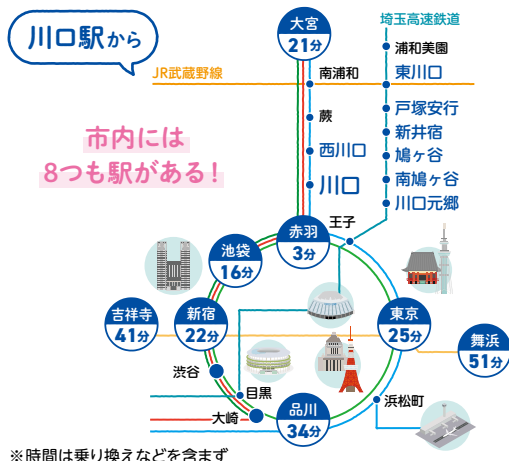 川口駅から
大宮
21分
埼玉高速鉄道
浦和美園
JR武蔵野線
南浦和
東川口
蕨
戸塚安行
市内には
8つも駅がある!
新井宿
西川口
鳩ヶ谷
川口
南鳩ヶ谷
川口元郷
赤羽
3分
王子
池袋
16分
吉祥寺
41分
新宿
22分
東京
25分
舞浜
51分
渋谷
目黒
浜松町
大崎
品川
34分
※時間は乗り換えなどを含まず